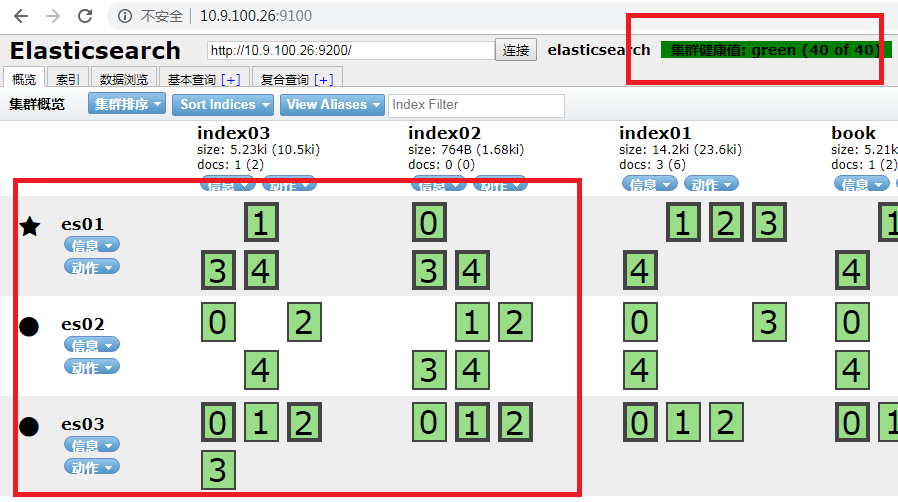 不安全 | 10.9.100.26:9100
Elasticsearch http://10.9.100.26:9200/ 连接 elasticsearch 集群健康值: green (40 of 40)
概览 索引 数据浏览 基本查询 [+] 复合查询 [+]
集群概览 集群排序 Sort Indices View Aliases Index Filter
index03 index02 index01 book
size: 5.23ki (10.5ki) size: 764B (1.68ki) size: 14.2ki (23.6ki) size: 5.21k
docs: 1 (2) docs: 0 (0) docs: 3 (6) docs: 1 (2)
信息 动作 信息 动作 信息 动作 信息
1 0 1 2 3 1
es01
信息
动作 3 4 3 4 4 4
0 2 1 2 0 3 0
es02
信息
动作 4 3 4 4 4
0 1 2 0 1 2 0 1 2 0 1
es03
信息
动作 3